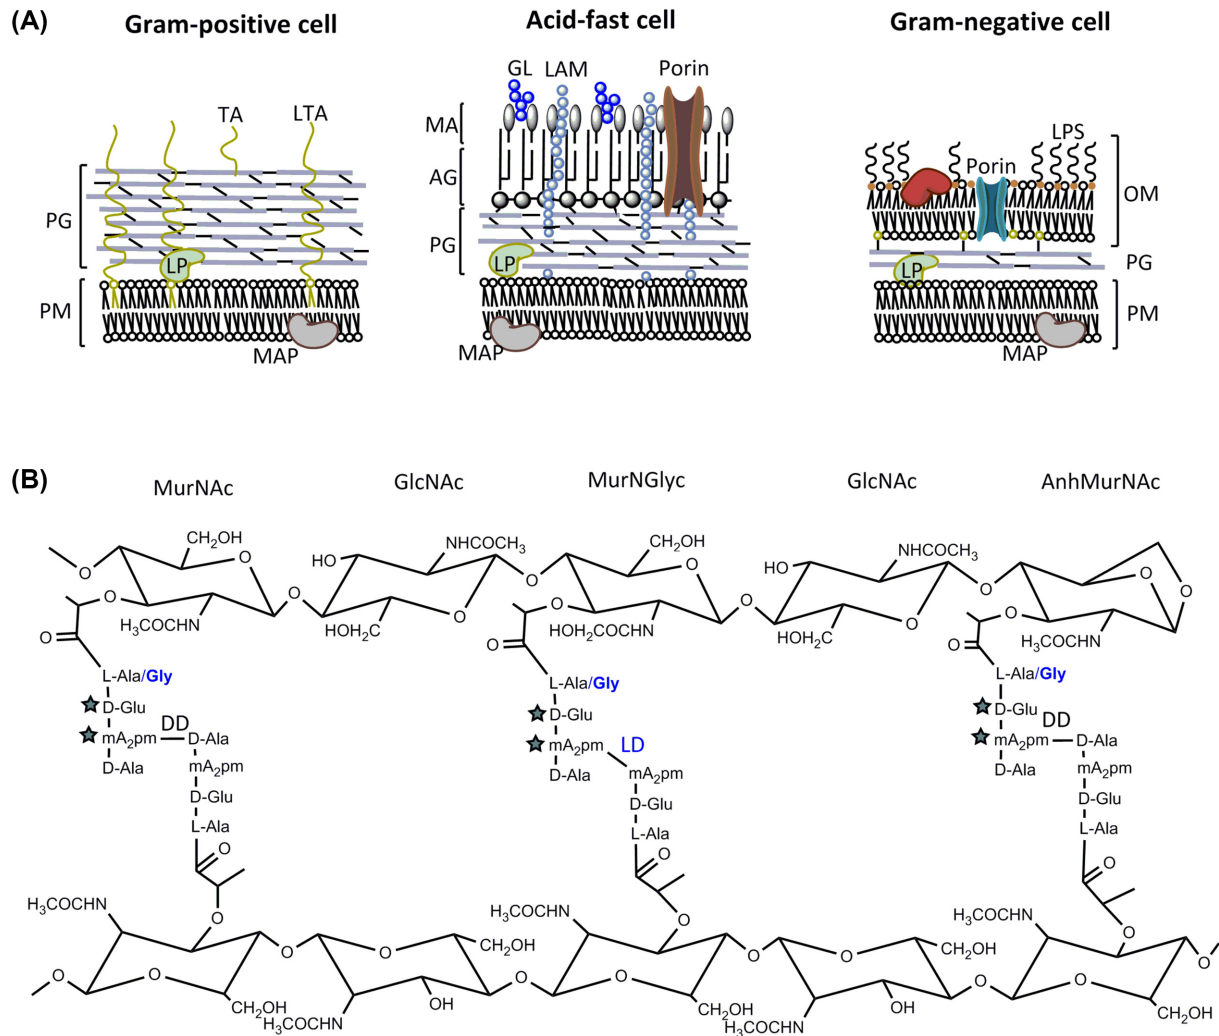 (A)
Gram-positive cell
Acid-fast cell
Gram-negative cell
TA
LTA
PG
LP
PM
MAP
GL
LAM
Porin
MA
AG
PG
LP
MAP
LPS
Porin
OM
LP
PG
PM
MAP
(B)
MurNAc
GlcNAc
MurNGlyc
GlcNAc
AnhMurNAc
CH2OH
O
O
O
H3COCHN
O
O
HO
NHCOCH3
O
HOH2C
O
CH2OH
O
O
HOH2COCHN
O
O
HO
NHCOCH3
O
HOH2C
O
O
O
O
H3COCHN
O
L-Ala/Gly
D-Glu
mA2pm
DD
D-Ala
D-Ala
mA2pm
D-Glu
L-Ala
O
L-Ala/Gly
D-Glu
mA2pm
LD
D-Ala
mA2pm
D-Glu
L-Ala
O
L-Ala/Gly
D-Glu
mA2pm
DD
D-Ala
D-Ala
mA2pm
D-Glu
L-Ala
O
H3COCHN
O
O
O
O
CH2OH
O
CH2OH
H3COCHN
OH
O
H3COCHN
O
O
O
CH2OH
O
CH2OH
H3COCHN
OH
O
H3COCHN
O
O
O
CH2OH